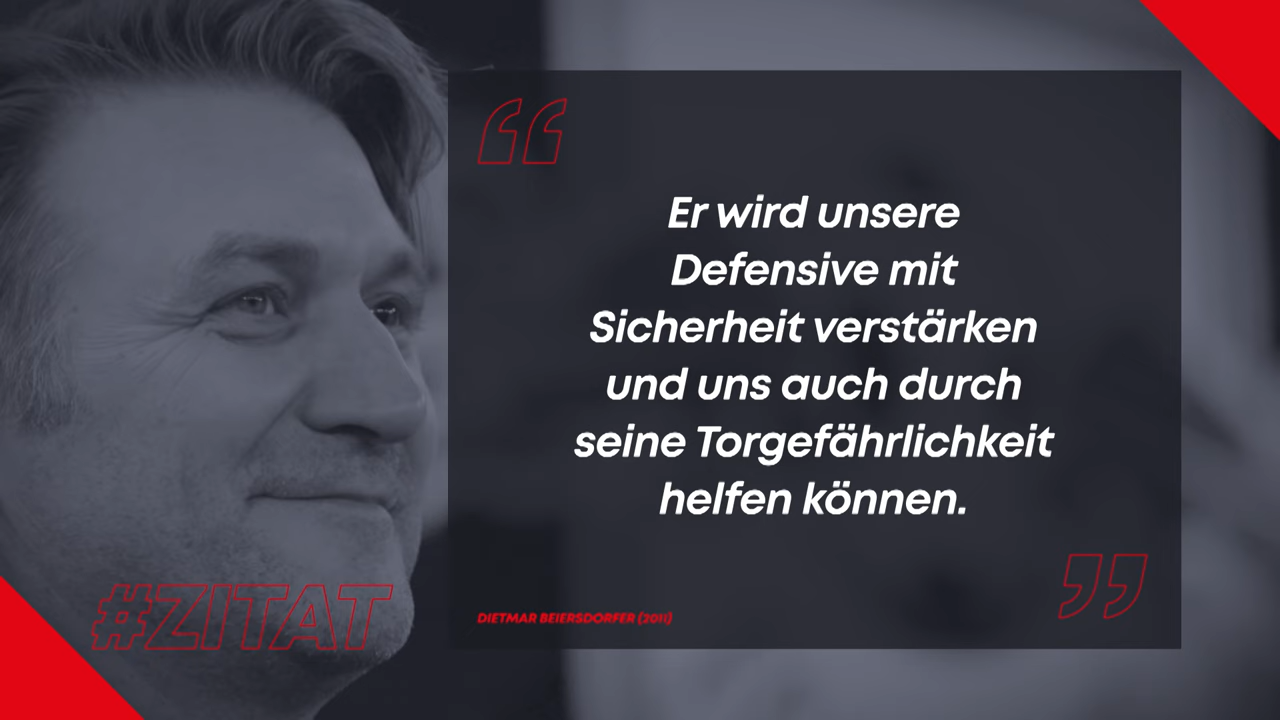 “
Er wird unsere
Defensive mit
Sicherheit verstärken
und uns auch durch
seine Torgefährlichkeit
helfen können.
”
#ZITAT
DIETMAR BEIERSDORFER (2011)